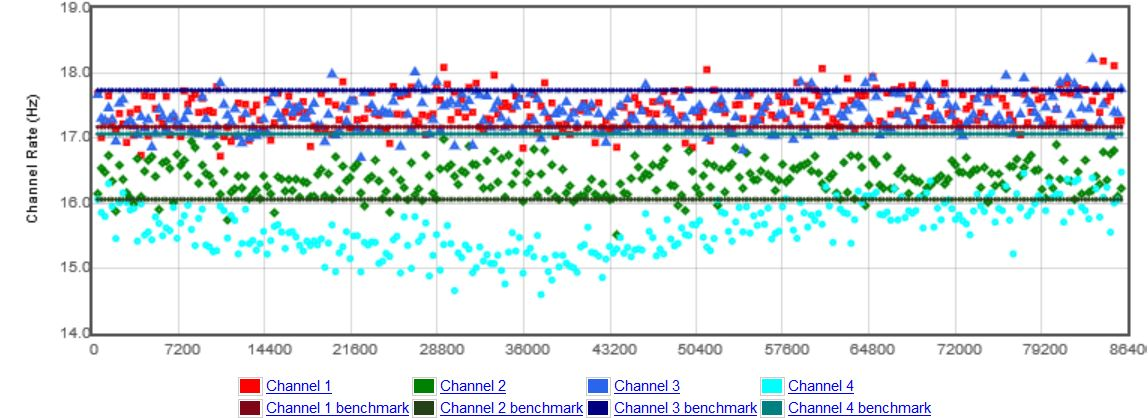 19.0
18.0
17.0
16.0
15.0
14.0
Channel Rate (Hz)
0 7200 14400 21600 28800 36000 43200 50400 57600 64800 72000 79200 8640
Channel 1 Channel 2 Channel 3 Channel 4
Channel 1 benchmark Channel 2 benchmark Channel 3 benchmark Channel 4 benchmark